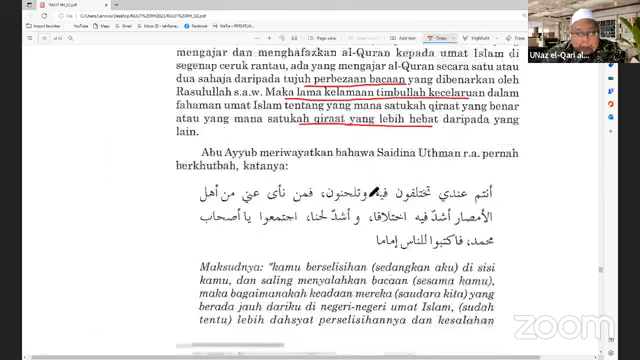 UNaz el-Qari al...
mengajar dan menghafazkan al-Quran kepada umat Islam di
segenap ceruk rantau, ada yang mengajar al-Quran secara satu atau
dua sahaja daripada tujuh perbezaan bacaan yang dibenarkan oleh
Rasulullah s.a.w. Maka lama kelamaan timbullah kecelaruan dalam
fahaman umat Islam tentang yang mana satukah qiraat yang benar
atau yang mana satukah qiraat yang lebih hebat daripada yang
lain.
Abu Ayyub meriwayatkan bahawa Saidina Uthman r.a. pernah
berkhutbah, katanya:
أنتم عندي تختلفون فيه وتلحنون، فمن نأى عني من أهل
الأمصار أشدّ فيه اختلافا، و أشدّ لحنا، اجتمعوا يا أصحاب
محمد، فاكتبوا للناس إماما
Maksudnya: "kamu berselisihan (sedangkan aku) di sisi
kamu, dan saling menyalahkan bacaan (sesama kamu),
maka bagaimanakah keadaan mereka (saudara kita) yang
berada jauh dariku di negeri-negeri umat Islam, (sudah
tentu) lebih dahsyat perselisihannya dan kesalahan
zoom